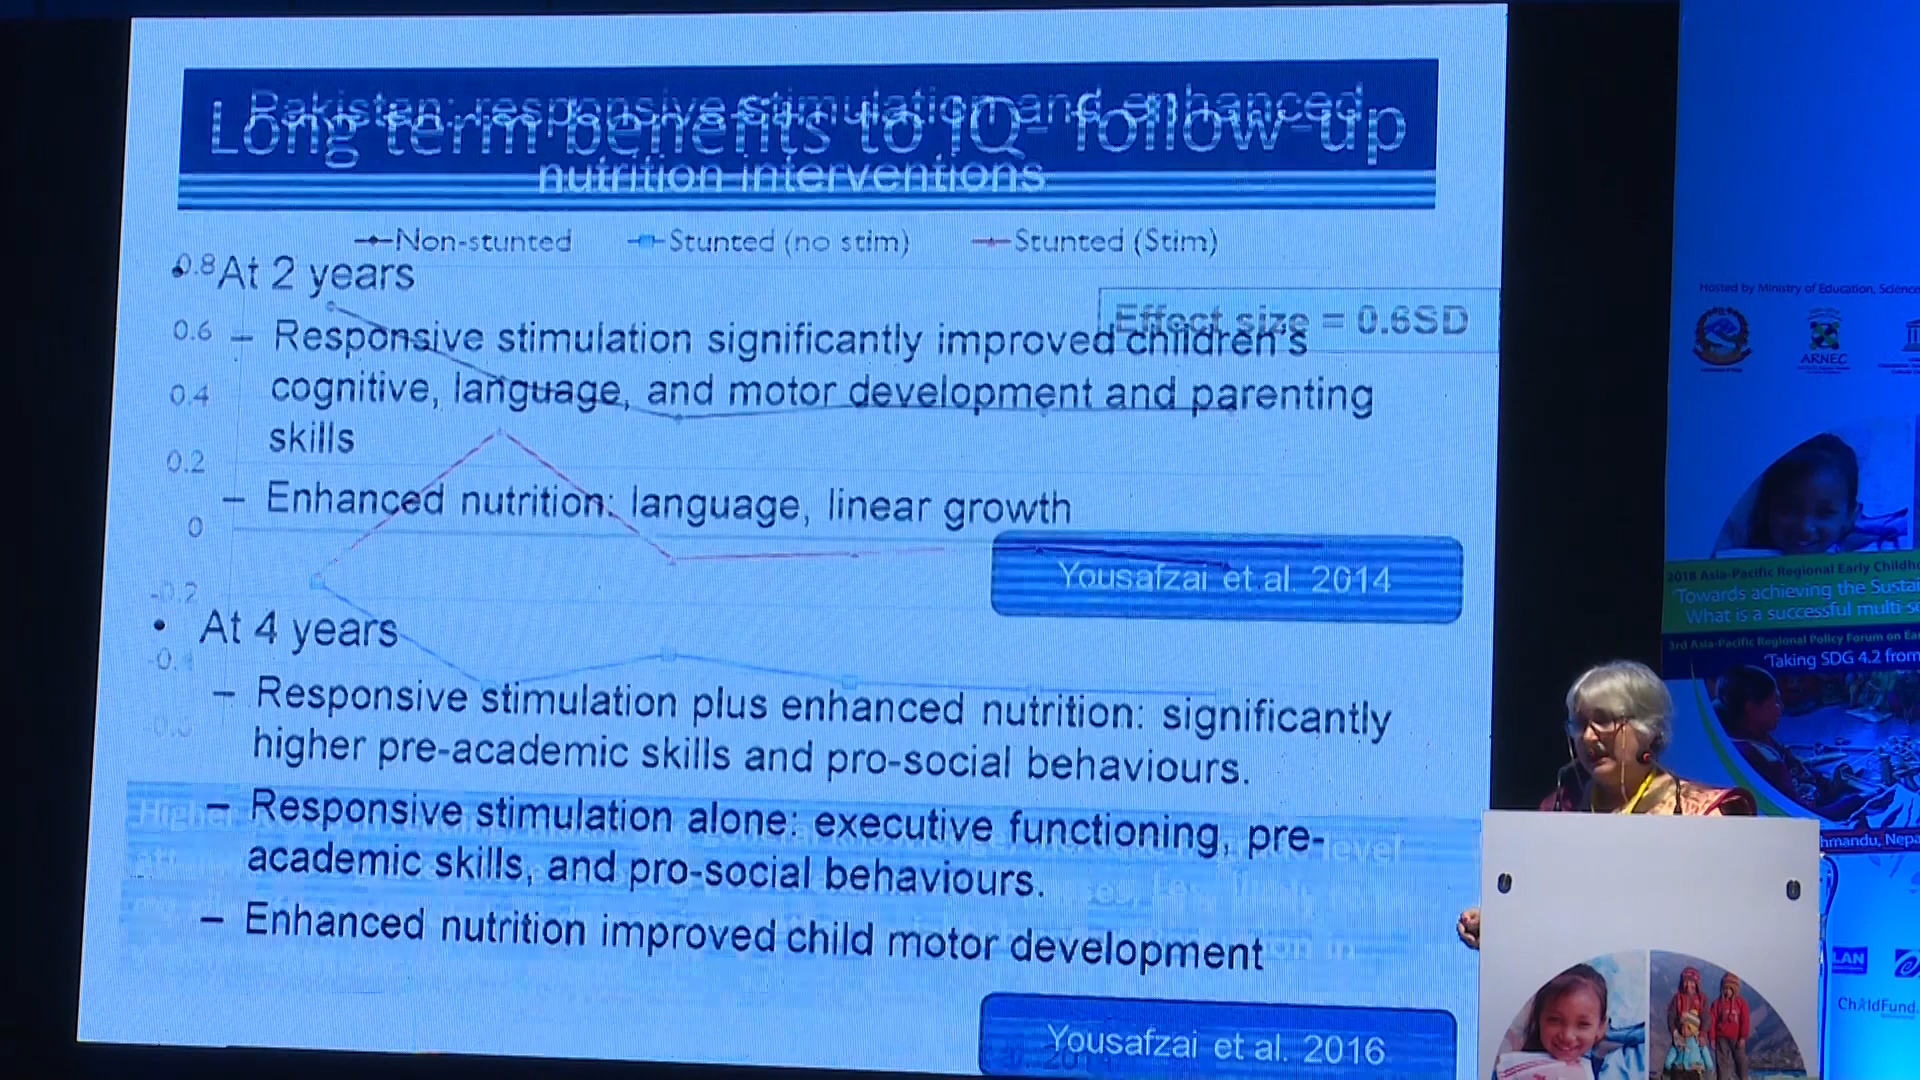 Pakistan: responsive stimulation and enhanced
Long term benefits to IQ- follow-up
nutrition interventions
Non-stunted Stunted (no stim) Stunted (Stim)
0.8
• At 2 years
Effect size = 0.6SD
0.6
– Responsive stimulation significantly improved children's
0.4
cognitive, language, and motor development and parenting
skills
0.2
– Enhanced nutrition: language, linear growth
0
Yousafzai et al. 2014
-0.2
• At 4 years
– Responsive stimulation plus enhanced nutrition: significantly
higher pre-academic skills and pro-social behaviours.
Higher
– Responsive stimulation alone: executive functioning, pre-
level
academic skills, and pro-social behaviours.
– Enhanced nutrition improved child motor development
Yousafzai et al. 2016
Hosted by Ministry of Education, Science
ARNEC
2018 Asia-Pacific Regional Early Childho
'Towards achieving the Susta
What is a successful multi-s
3rd Asia-Pacific Regional Policy Forum on Ea
'Taking SDG 4.2 from
hmandu, Nepa
LAN
ChildFund